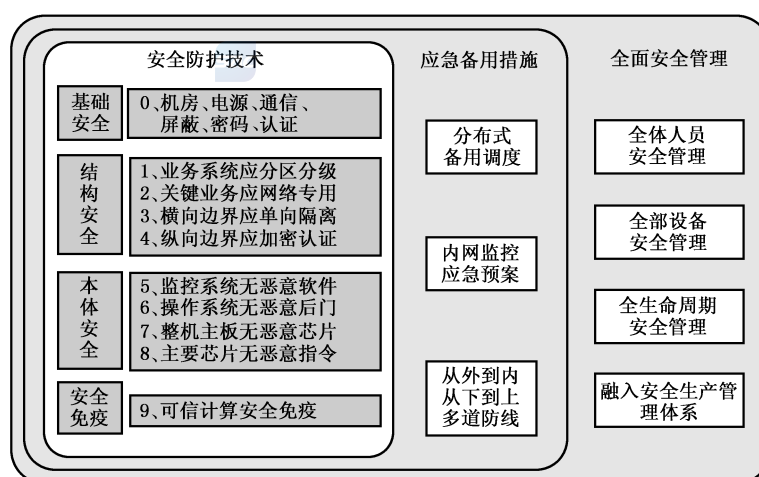 安全防护技术
基础
安全
0、机房、电源、通信、
屏蔽、密码、认证
结
构
安
全
1、业务系统应分区分级
2、关键业务应网络专用
3、横向边界应单向隔离
4、纵向边界应加密认证
本
体
安
全
5、监控系统无恶意软件
6、操作系统无恶意后门
7、整机主板无恶意芯片
8、主要芯片无恶意指令
安全
免疫
9、可信计算安全免疫
应急备用措施
分布式
备用调度
内网监控
应急预案
从外到内
从下到上
多道防线
全面安全管理
全体人员
安全管理
全部设备
安全管理
全生命周期
安全管理
融入安全生产管
理体系